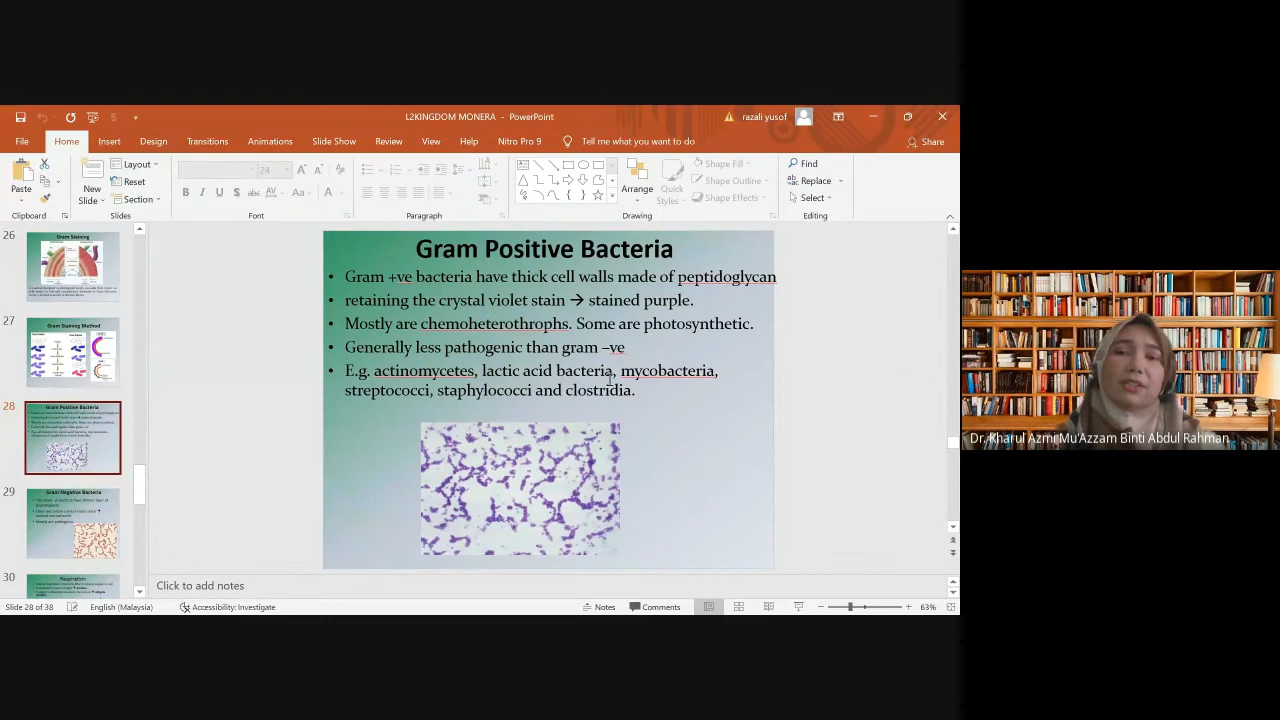 L2KINGDOM MONERA - PowerPoint
razali yusof
File Home Insert Design Transitions Animations Slide Show Review View Help Nitro Pro 9 Tell me what you want to do Share
Paste
New Slide
Layout
Reset
Section
24
B I U S abc AV Aa A
Arrange
Quick Styles
Shape Fill
Shape Outline
Shape Effects
Find
Replace
Select
Clipboard Slides Font Paragraph Drawing Editing
26
Gram Staining
27
Gram Staining Method
28
Gram Positive Bacteria
29
Gram Negative Bacteria
30
Respiration
Gram Positive Bacteria
• Gram +ve bacteria have thick cell walls made of peptidoglycan
• retaining the crystal violet stain → stained purple.
• Mostly are chemoheterothrophs. Some are photosynthetic.
• Generally less pathogenic than gram –ve
• E.g. actinomycetes, lactic acid bacteria, mycobacteria,
streptococci, staphylococci and clostridia.
Click to add notes
Slide 28 of 38 English (Malaysia) Accessibility: Investigate Notes Comments 63%
Dr. Kharul Azmi Mu'Azzam Binti Abdul Rahman